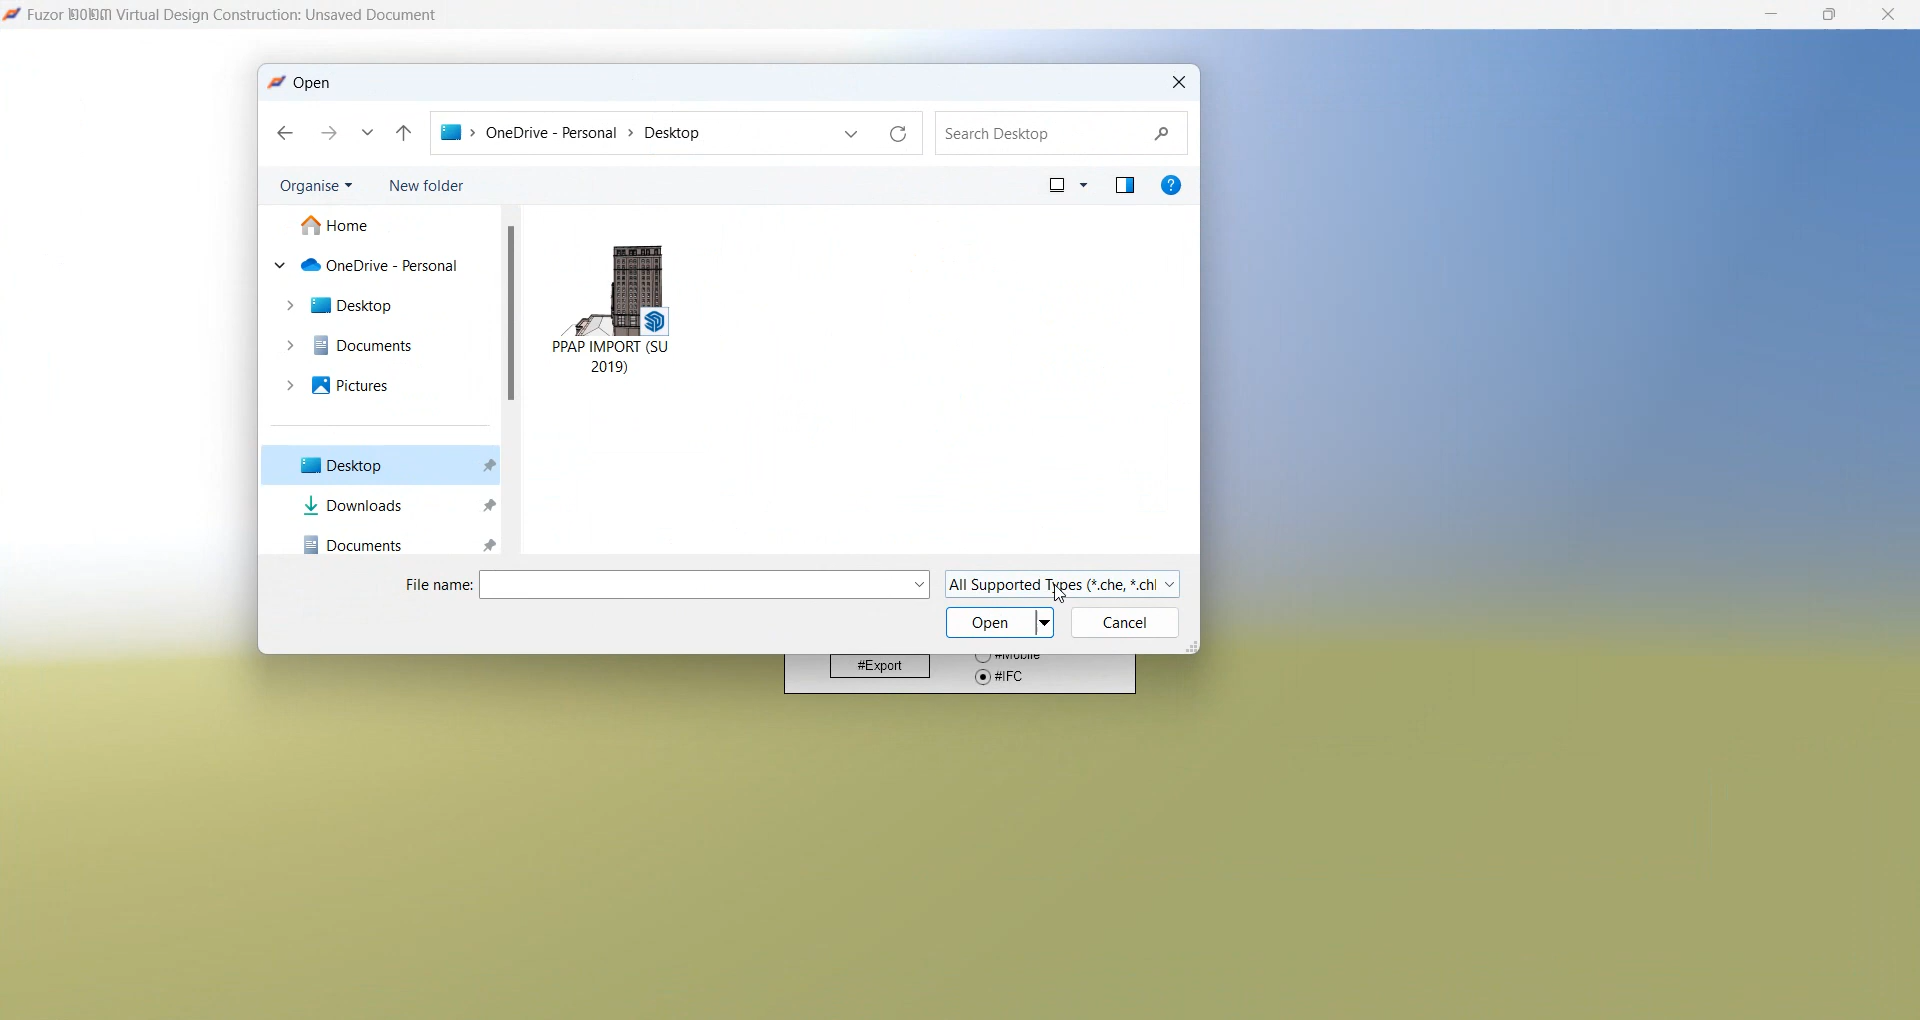 Fuzor Virtual Design Construction: Unsaved Document
Open
OneDrive - Personal > Desktop
Search Desktop
Organise
New folder
Home
OneDrive - Personal
Desktop
Documents
Pictures
Desktop
Downloads
Documents
PPAP IMPORT (SU
2019)
File name:
All Supported Types (*.che, *.chl
Open
Cancel
#Export
#Mobile
#IFC